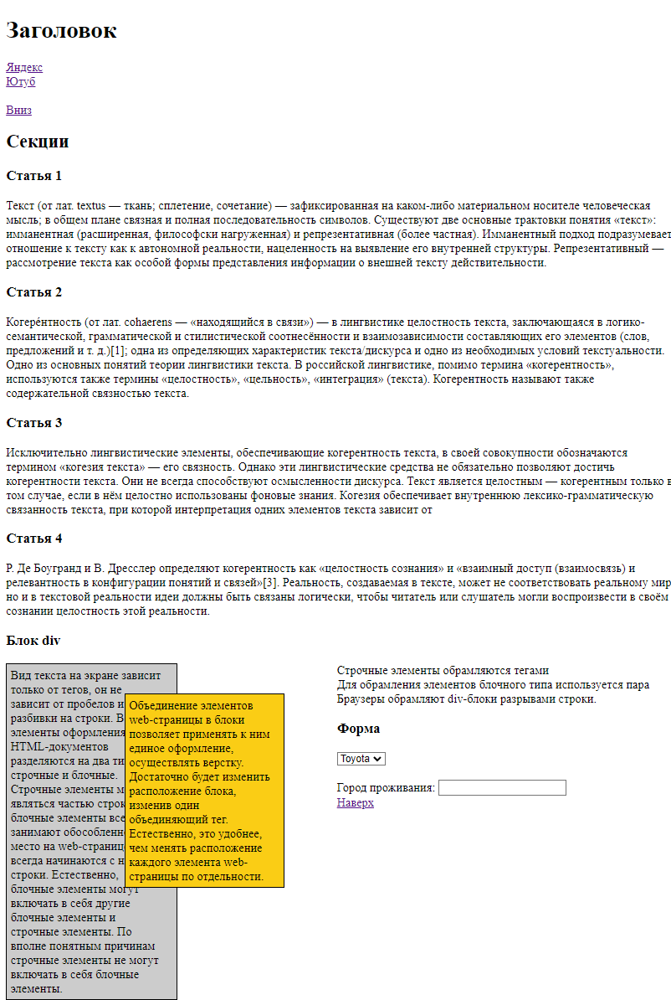 Заголовок
Яндекс
Ютуб
Вниз
Секции
Статья 1
Текст (от лат. textus — ткань; сплетение, сочетание) — зафиксированная на каком-либо материальном носителе человеческая
мысль; в общем плане связная и полная последовательность символов. Существуют две основные трактовки понятия «текст»:
имманентная (расширенная, философски нагруженная) и репрезентативная (более частная). Имманентный подход подразумевает
отношение к тексту как к автономной реальности, нацеленность на выявление его внутренней структуры. Репрезентативный —
рассмотрение текста как особой формы представления информации о внешней тексту действительности.
Статья 2
Когере́нтность (от лат. cohaerens — «находящийся в связи») — в лингвистике целостность текста, заключающаяся в логико-
семантической, грамматической и стилистической соотнесённости и взаимозависимости составляющих его элементов (слов,
предложений и т. д.)[1]; одна из определяющих характеристик текста/дискурса и одно из необходимых условий текстуальности.
Одно из основных понятий теории лингвистики текста. В российской лингвистике, помимо термина «когерентность»,
используются также термины «целостность», «цельность», «интеграция» (текста). Когерентность называют также
содержательной связностью текста.
Статья 3
Исключительно лингвистические элементы, обеспечивающие когерентность текста, в своей совокупности обозначаются
термином «когезия текста» — его связность. Однако эти лингвистические средства не обязательно позволяют достичь
когерентности текста. Они не всегда способствуют осмысленности дискурса. Текст является целостным — когерентным только в
том случае, если в нём целостно использованы фоновые знания. Когезия обеспечивает внутреннюю лексико-грамматическую
связанность текста, при которой интерпретация одних элементов текста зависит от
Статья 4
Р. Де Боугранд и В. Дресслер определяют когерентность как «целостность сознания» и «взаимный доступ (взаимосвязь) и
релевантность в конфигурации понятий и связей»[3]. Реальность, создаваемая в тексте, может не соответствовать реальному мир
но и в текстовой реальности идеи должны быть связаны логически, чтобы читатель или слушатель могли воспроизвести в своём
сознании целостность этой реальности.
Блок div
Вид текста на экране зависит
только от тегов, он не
зависит от пробелов и
разбивки на строки. В
элементы оформления
HTML-документов
разделяются на два ти
строчные и блочные.
Строчные элементы м
являться частью строк
блочные элементы все
занимают обособленн
место на web-страниц
всегда начинаются с н
строки. Естественно,
блочные элементы могут
включать в себя другие
блочные элементы и
строчные элементы. По
вполне понятным причинам
строчные элементы не могут
включать в себя блочные
элементы.
Объединение элементов
web-страницы в блоки
позволяет применять к ним
единое оформление,
осуществлять верстку.
Достаточно будет изменить
расположение блока,
изменив один
объединяющий тег.
Естественно, это удобнее,
чем менять расположение
каждого элемента web-
страницы по отдельности.
Строчные элементы обрамляются тегами
Для обрамления элементов блочного типа используется пара
Браузеры обрамляют div-блоки разрывами строки.
Форма
Toyota
Город проживания:
Наверх